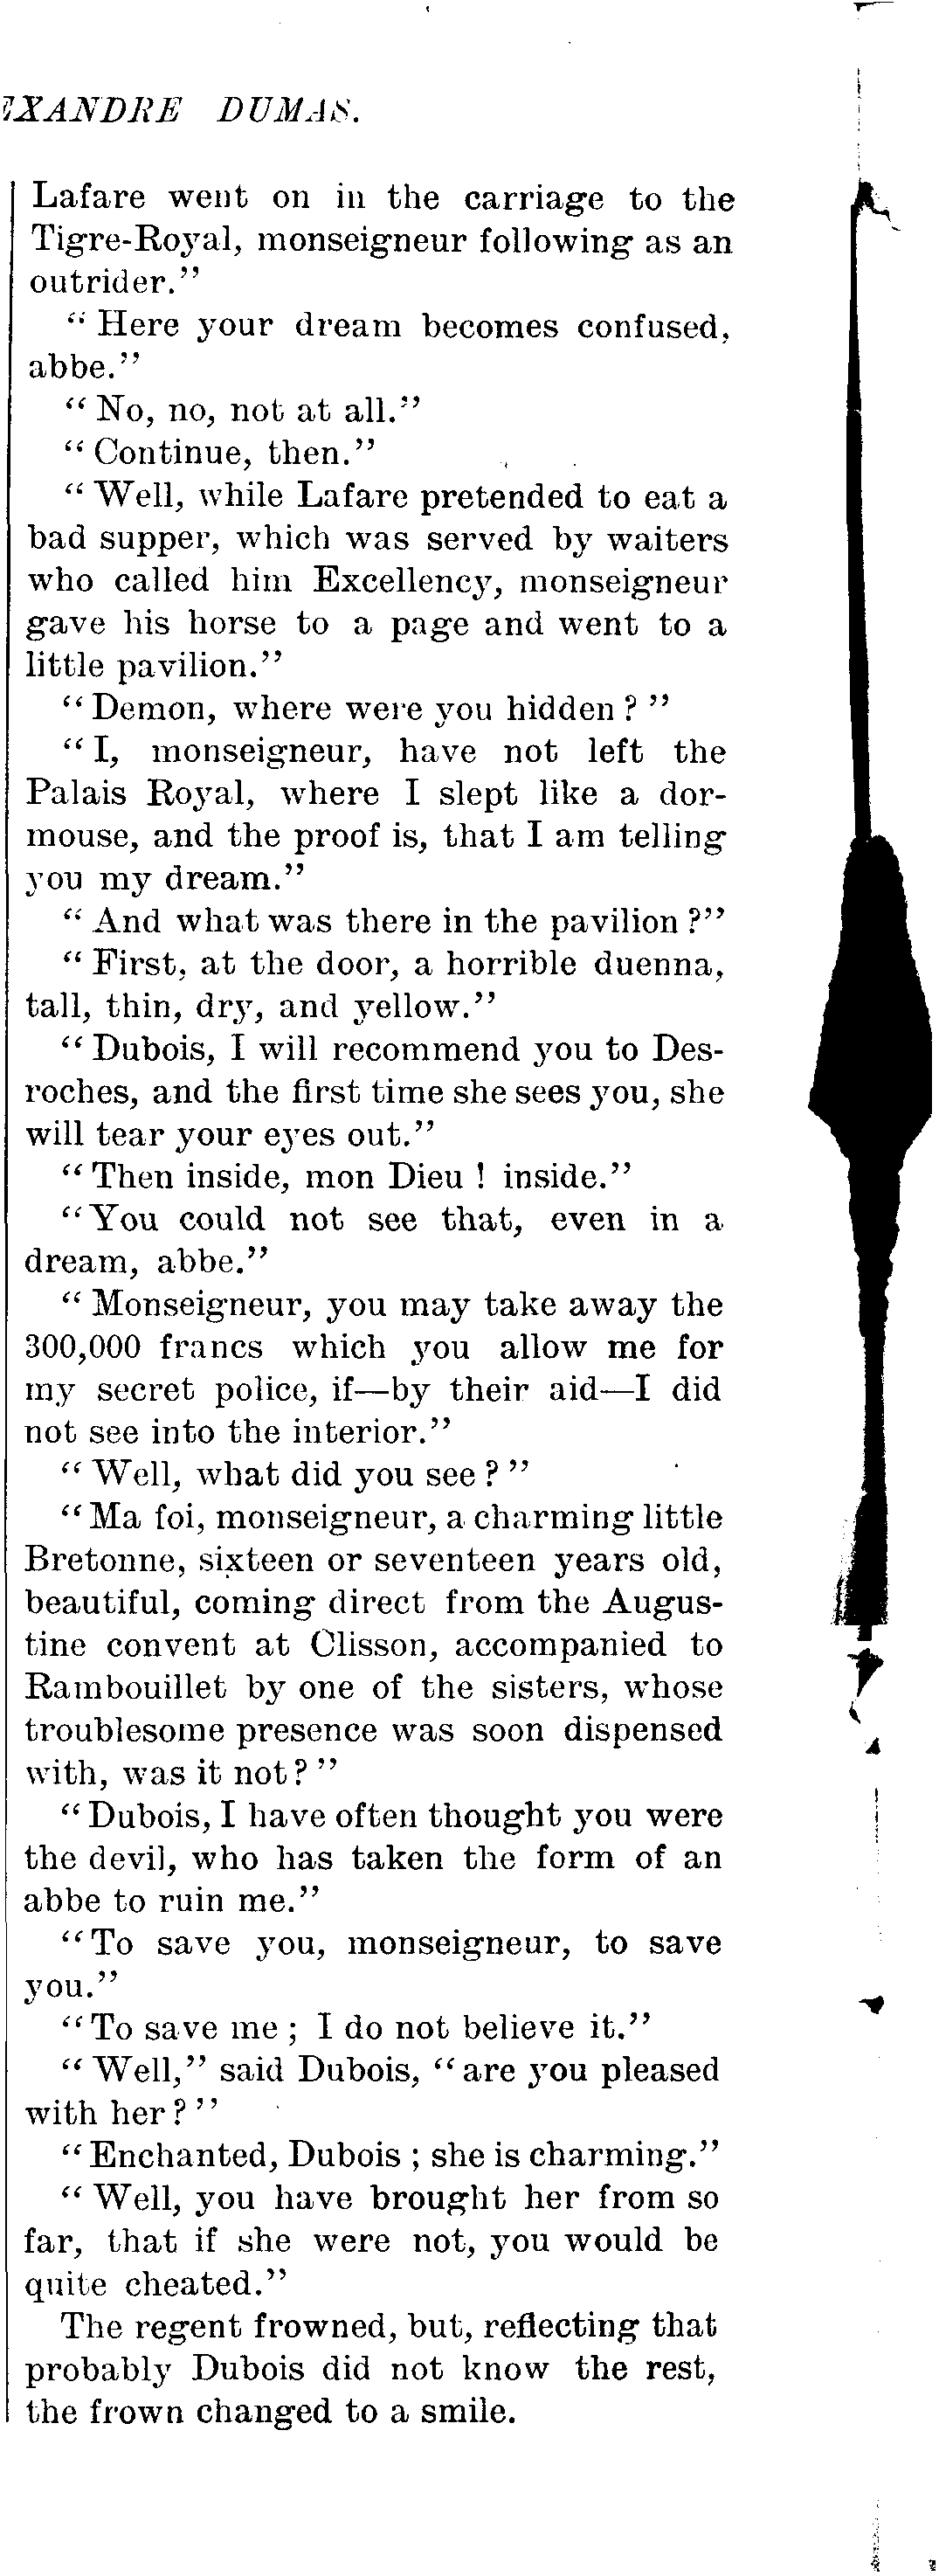 EXANDRE DUMAS.
Lafare went on in the carriage to the
Tigre-Royal, monseigneur following as an
outrider."
"Here your dream becomes confused,
abbe."
"No, no, not at all."
"Continue, then."
"Well, while Lafare pretended to eat a
bad supper, which was served by waiters
who called him Excellency, monseigneur
gave his horse to a page and went to a
little pavilion."
"Demon, where were you hidden?"
"I, monseigneur, have not left the
Palais Royal, where I slept like a dor-
mouse, and the proof is, that I am telling
you my dream."
"And what was there in the pavilion?"
"First, at the door, a horrible duenna,
tall, thin, dry, and yellow."
"Dubois, I will recommend you to Des-
roches, and the first time she sees you, she
will tear your eyes out."
"Then inside, mon Dieu! inside."
"You could not see that, even in a
dream, abbe."
"Monseigneur, you may take away the
300,000 francs which you allow me for
my secret police, if—by their aid—I did
not see into the interior."
"Well, what did you see?"
"Ma foi, monseigneur, a charming little
Bretonne, sixteen or seventeen years old,
beautiful, coming direct from the Augus-
tine convent at Clisson, accompanied to
Rambouillet by one of the sisters, whose
troublesome presence was soon dispensed
with, was it not?"
"Dubois, I have often thought you were
the devil, who has taken the form of an
abbe to ruin me."
"To save you, monseigneur, to save
you."
"To save me; I do not believe it."
"Well," said Dubois, "are you pleased
with her?"
"Enchanted, Dubois; she is charming."
"Well, you have brought her from so
far, that if she were not, you would be
quite cheated."
The regent frowned, but, reflecting that
probably Dubois did not know the rest,
the frown changed to a smile.